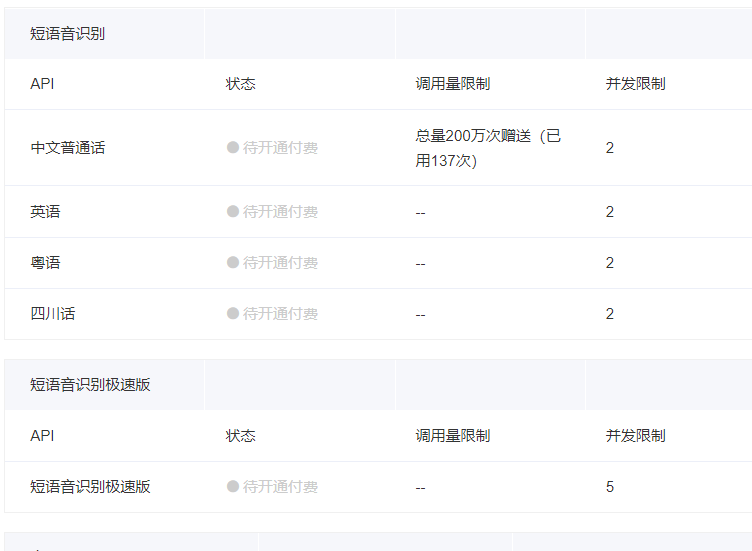 短语音识别
API 状态 调用量限制 并发限制
中文普通话 待开通付费 总量200万次赠送（已用137次） 2
英语 待开通付费 -- 2
粤语 待开通付费 -- 2
四川话 待开通付费 -- 2
短语音识别极速版
API 状态 调用量限制 并发限制
短语音识别极速版 待开通付费 -- 5